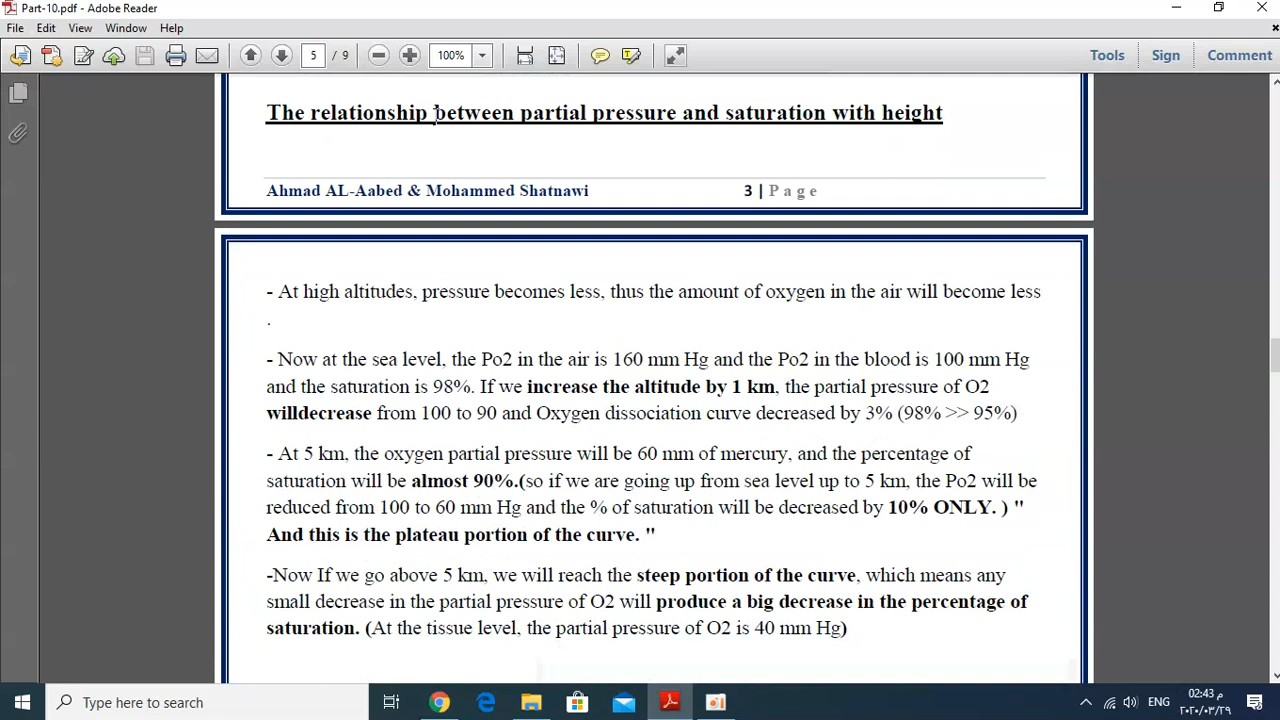 Part-10.pdf - Adobe Reader
File Edit View Window Help
5 / 9 100% Tools Sign Comment
The relationship between partial pressure and saturation with height
Ahmad AL-Aabed & Mohammed Shatnawi 3 | P a g e
- At high altitudes, pressure becomes less, thus the amount of oxygen in the air will become less
.
- Now at the sea level, the Po2 in the air is 160 mm Hg and the Po2 in the blood is 100 mm Hg
and the saturation is 98%. If we increase the altitude by 1 km, the partial pressure of O2
willdecrease from 100 to 90 and Oxygen dissociation curve decreased by 3% (98% >> 95%)
- At 5 km, the oxygen partial pressure will be 60 mm of mercury, and the percentage of
saturation will be almost 90%.(so if we are going up from sea level up to 5 km, the Po2 will be
reduced from 100 to 60 mm Hg and the % of saturation will be decreased by 10% ONLY. ) "
And this is the plateau portion of the curve. "
-Now If we go above 5 km, we will reach the steep portion of the curve, which means any
small decrease in the partial pressure of O2 will produce a big decrease in the percentage of
saturation. (At the tissue level, the partial pressure of O2 is 40 mm Hg)
Type here to search
ENG
02:43 م
٢٠٢٠/٠٣/٢٩